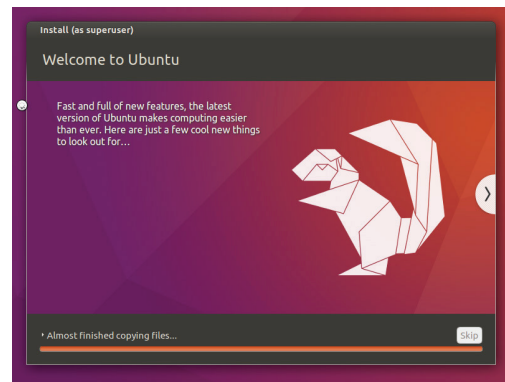 Install (as superuser)
Welcome to Ubuntu
Fast and full of new features, the latest
version of Ubuntu makes computing easier
than ever. Here are just a few cool new things
to look out for…
Almost finished copying files...
Skip